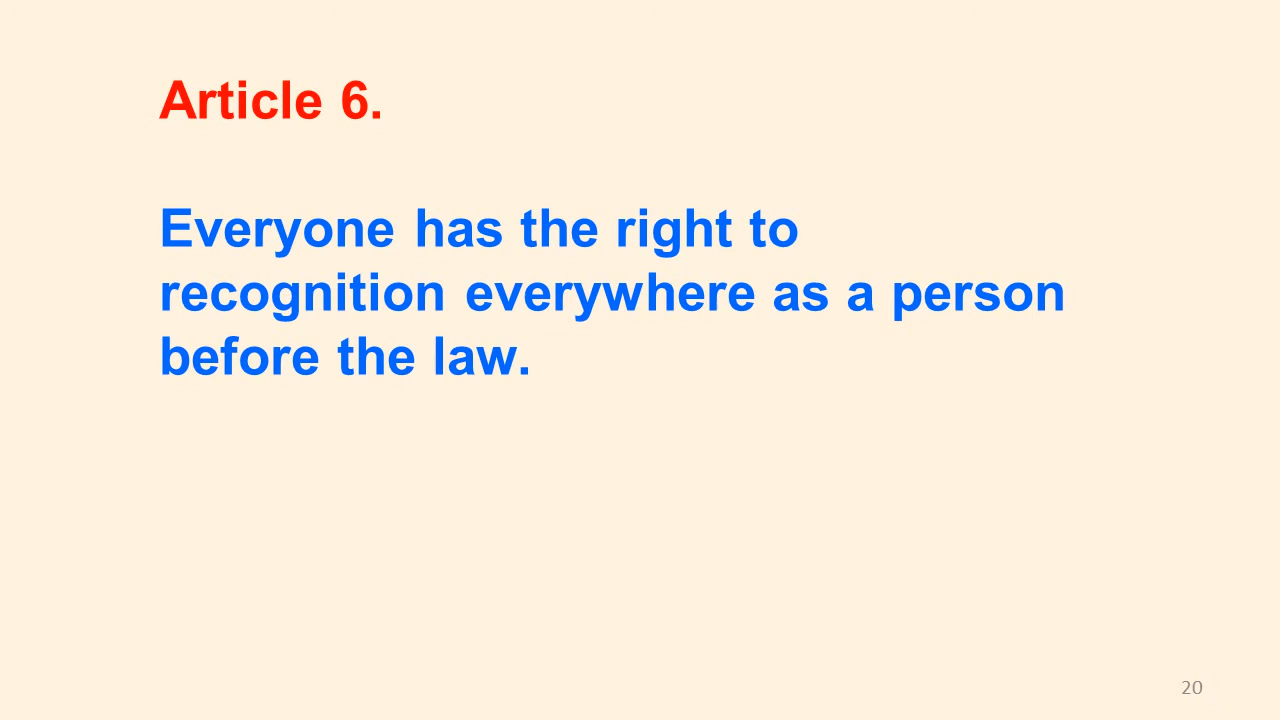 Article 6.
Everyone has the right to
recognition everywhere as a person
before the law.
20